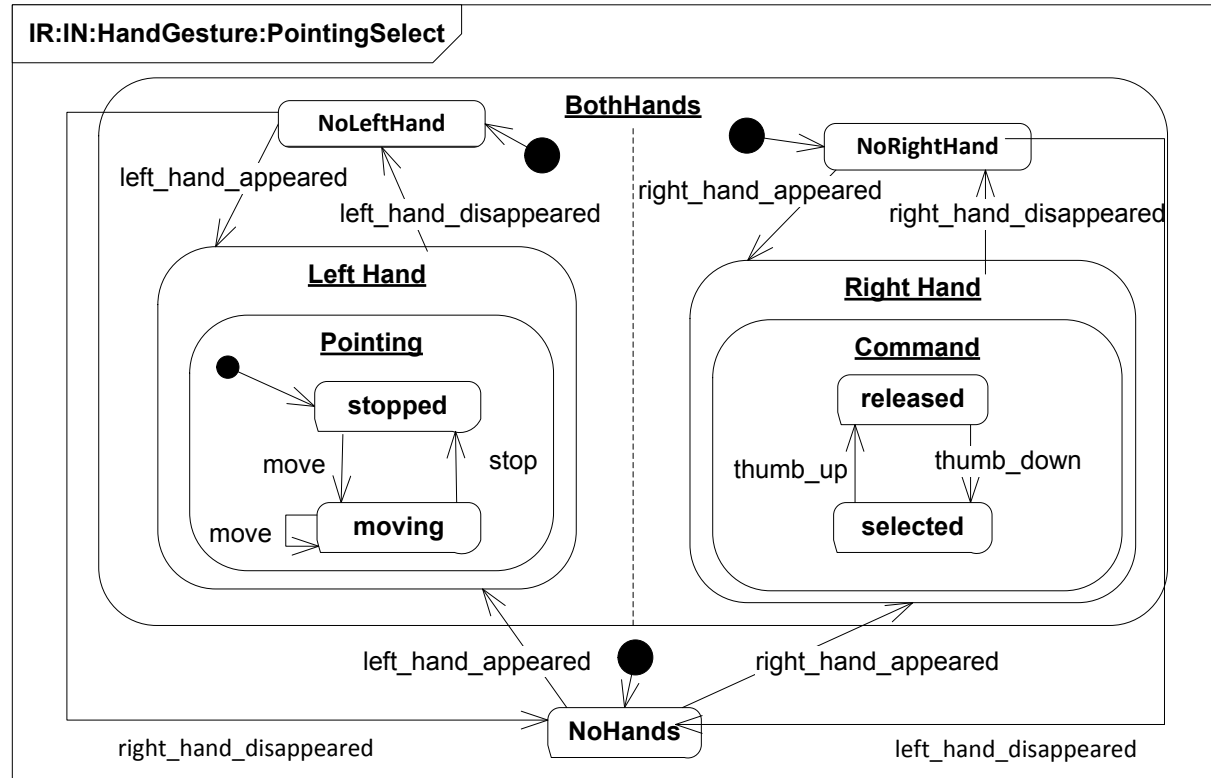 IR:IN:HandGesture:PointingSelect
BothHands
NoLeftHand
NoRightHand
left_hand_appeared
left_hand_disappeared
right_hand_appeared
right_hand_disappeared
Left Hand
Right Hand
Pointing
Command
stopped
released
move
stop
thumb_up
thumb_down
move
moving
selected
left_hand_appeared
right_hand_appeared
NoHands
right_hand_disappeared
left_hand_disappeared